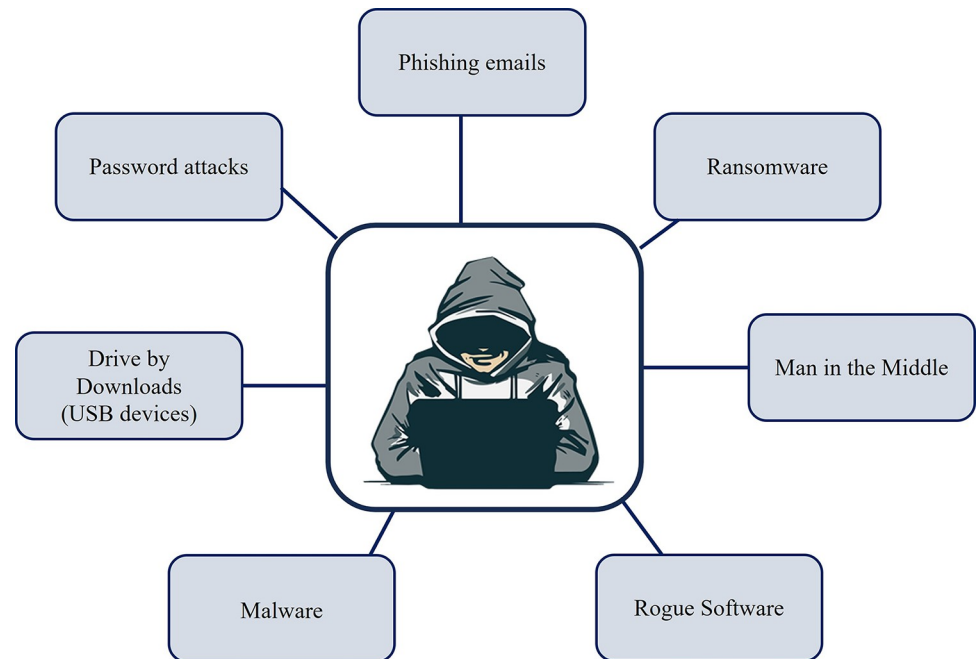 Phishing emails
Password attacks
Ransomware
Drive by
Downloads
(USB devices)
Man in the Middle
Malware
Rogue Software